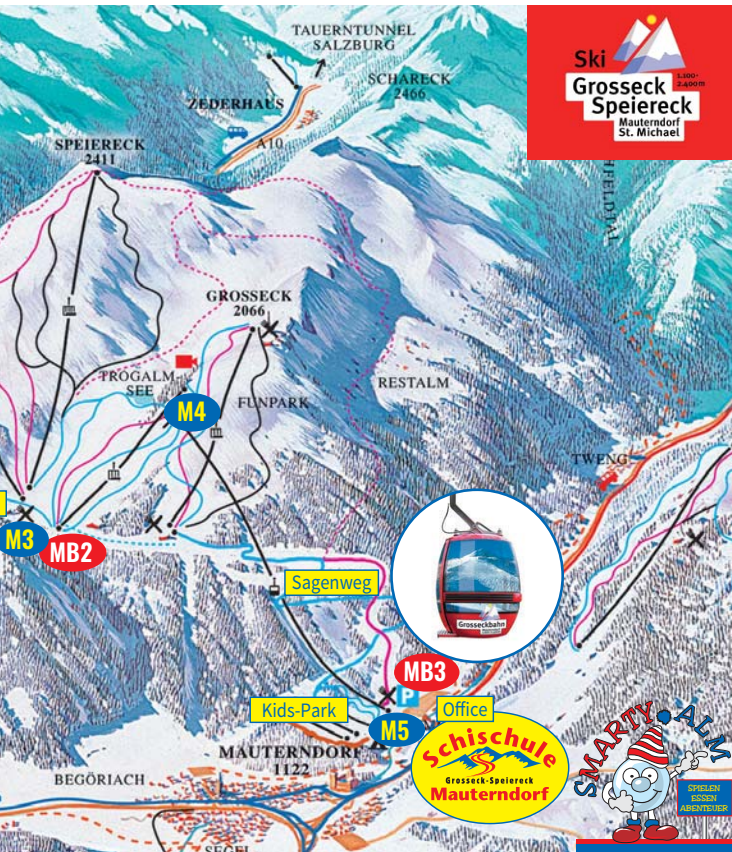 TAUERNTUNNEL
SALZBURG
SCHARECK
2466
ZEDERHAUS
A10
SPEIERECK
2411
Ski
1.100-
2.400m
Grosseck
Speiereck
Mauterndorf
St. Michael
GROSSECK
2066
TROGALM-
SEE
M4
FUNPARK
RESTALM
TWENG
M3
MB2
Sagenweg
Grosseckbahn
MB3
P
Kids-Park
M5
Office
MAUTERNDORF
1122
Schischule
Grosseck-Speiereck
Mauterndorf
BEGÖRIACH
SMARTY ALM
SPIELEN
ESSEN
ABENTEUER